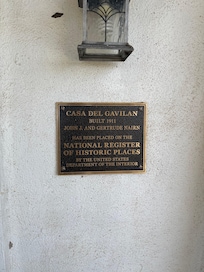 CASA DEL GAVILAN
BUILT 1911
JOHN J. AND GERTRUDE NAIRN
HAS BEEN PLACED ON THE
NATIONAL REGISTER
OF HISTORIC PLACES
BY THE UNITED STATES
DEPARTMENT OF THE INTERIOR